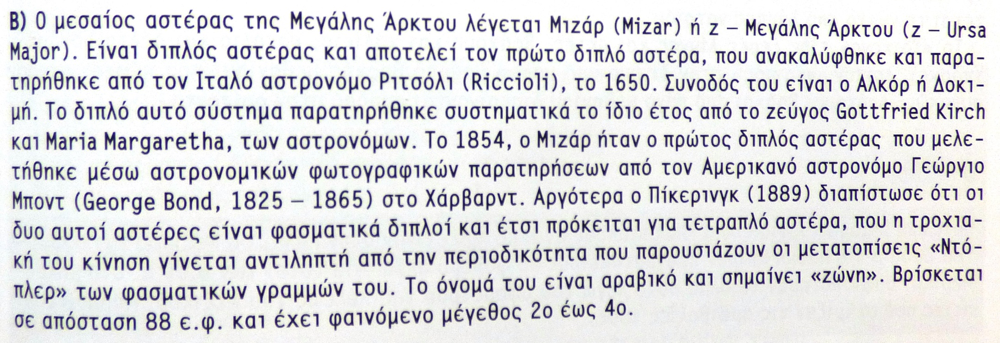 Β) Ο μεσαίος αστέρας της Μεγάλης Άρκτου λέγεται Μιζάρ (Mizar) ή z – Μεγάλης Άρκτου (z – Ursa
Major). Είναι διπλός αστέρας και αποτελεί τον πρώτο διπλό αστέρα, που ανακαλύφθηκε και παρα-
τηρήθηκε από τον Ιταλό αστρονόμο Ριτσόλι (Riccioli), το 1650. Συνοδός του είναι ο Αλκόρ ή Δοκι-
μή. Το διπλό αυτό σύστημα παρατηρήθηκε συστηματικά το ίδιο έτος από το ζεύγος Gottfried Kirch
και Maria Margaretha, των αστρονόμων. Το 1854, ο Μιζάρ ήταν ο πρώτος διπλός αστέρας που μελε-
τήθηκε μέσω αστρονομικών φωτογραφικών παρατηρήσεων από τον Αμερικανό αστρονόμο Γεώργιο
Μποντ (George Bond, 1825 – 1865) στο Χάρβαρντ. Αργότερα ο Πίκερινγκ (1889) διαπίστωσε ότι οι
δυο αυτοί αστέρες είναι φασματικά διπλοί και έτσι πρόκειται για τετραπλό αστέρα, που η τροχια-
κή του κίνηση γίνεται αντιληπτή από την περιοδικότητα που παρουσιάζουν οι μετατοπίσεις «Ντό-
πλερ» των φασματικών γραμμών του. Το όνομά του είναι αραβικό και σημαίνει «ζώνη». Βρίσκεται
σε απόσταση 88 ε.φ. και έχει φαινόμενο μέγεθος 2ο έως 4ο.